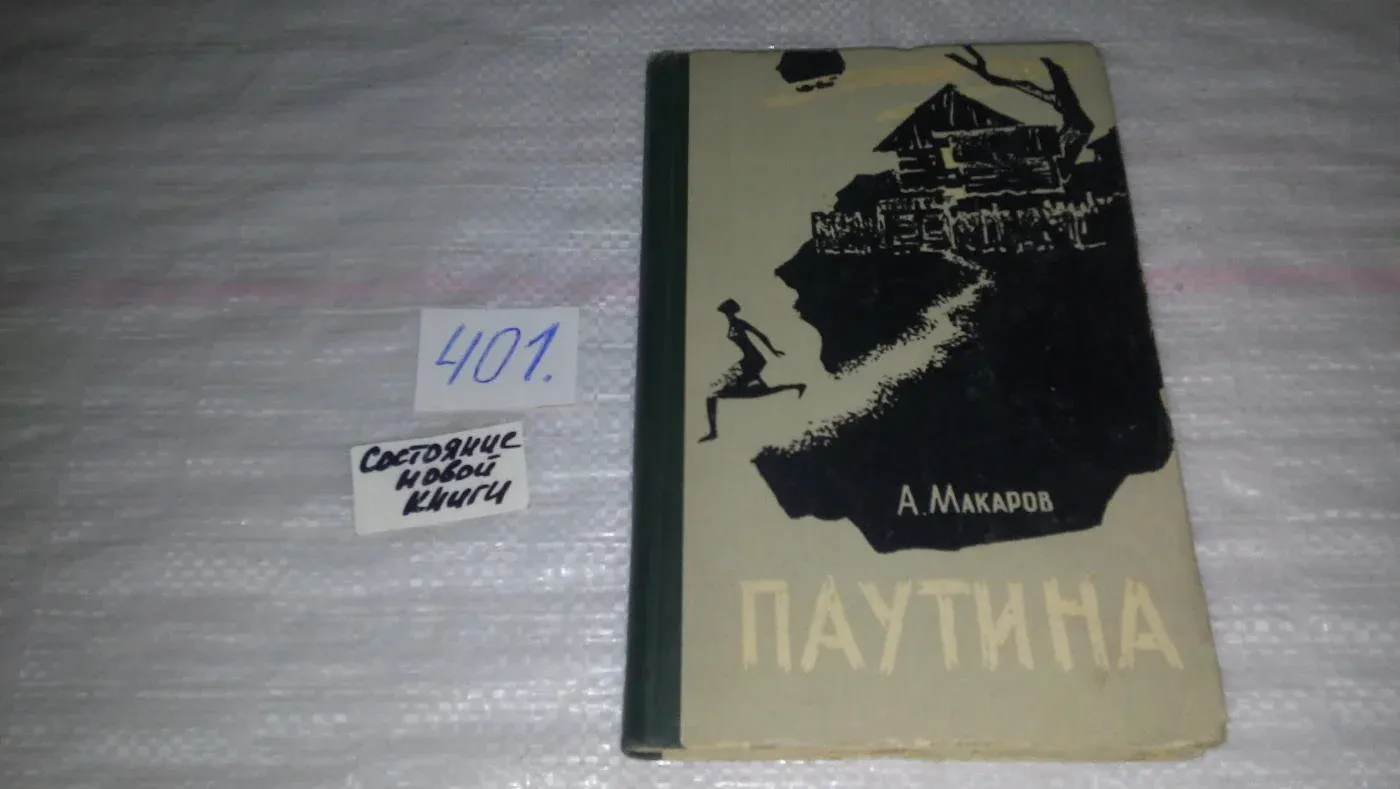 401.
Состояние
новой
книги
А. Макаров
ПАУТИНА